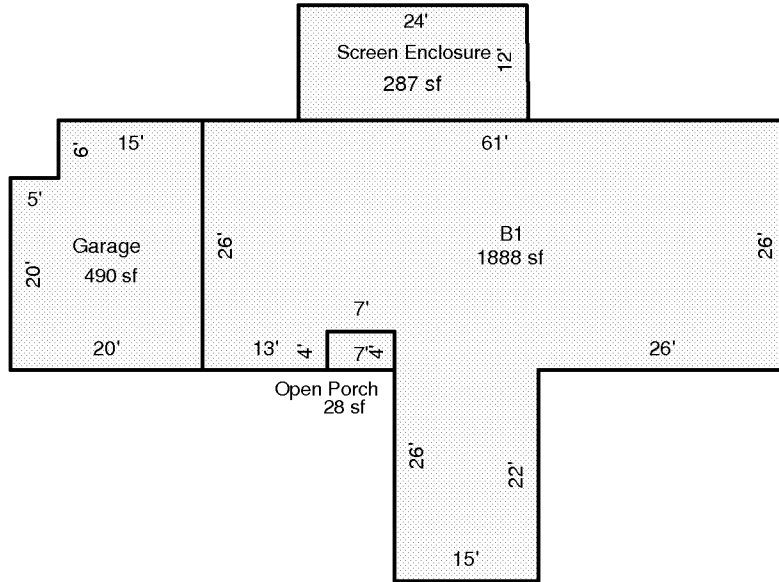 24'
Screen Enclosure
12'
287 sf
15'
6'
61'
5'
Garage
490 sf
20'
26'
B1
1888 sf
26'
7'
20'
13'
4'
7'
4'
26'
Open Porch
28 sf
26'
22'
15'